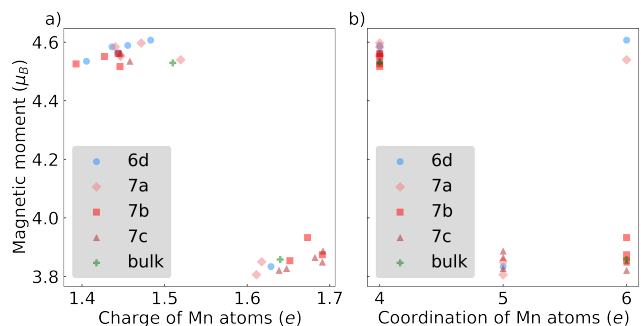 a)
b)
4.6
4.4
4.2
4.0
3.8
Magnetic moment (μB)
6d
7a
7b
7c
bulk
6d
7a
7b
7c
bulk
1.4 1.5 1.6 1.7
4 5 6
Charge of Mn atoms (e)
Coordination of Mn atoms (e)